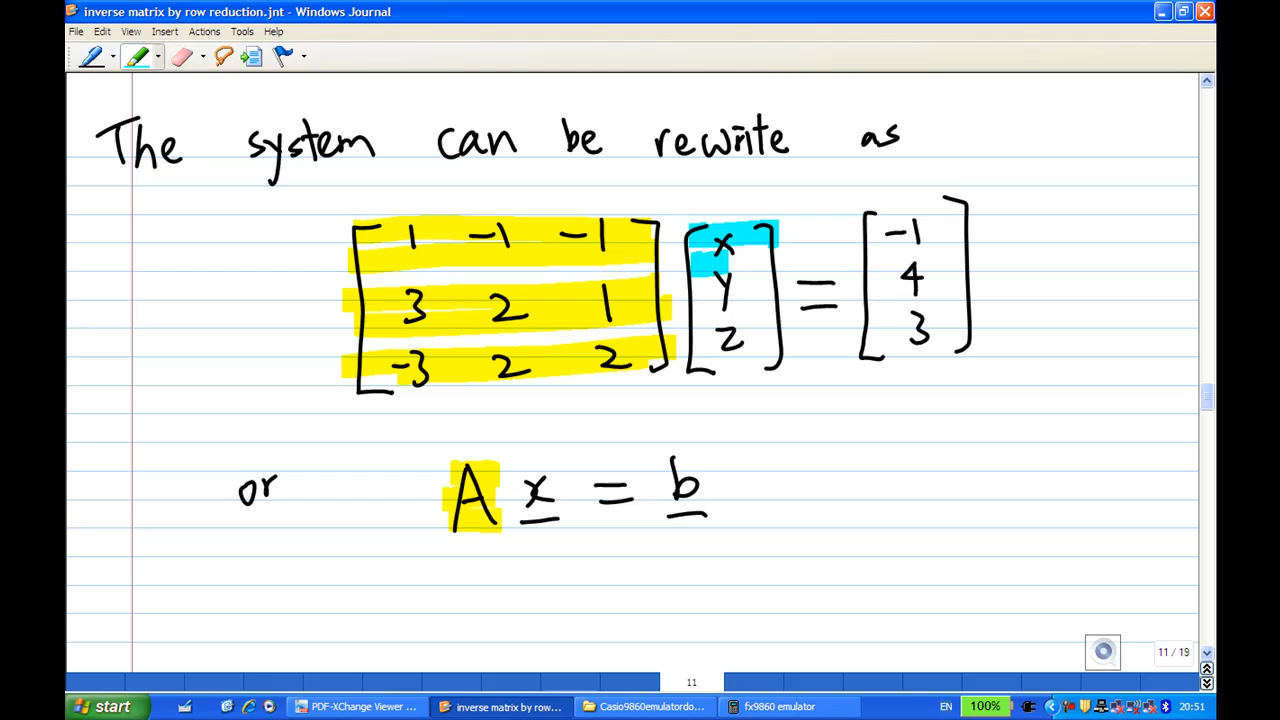 inverse matrix by row reduction.jnt - Windows Journal
File Edit View Insert Actions Tools Help
The system can be rewrite as
1 -1 -1 x -1
3 2 1 y = 4
-3 2 2 z 3
or A x = b
11 / 19
11
start PDF-XChange Viewer ... inverse matrix by row... Casio9860emulatordo... fx9860 emulator EN 100% 20:51